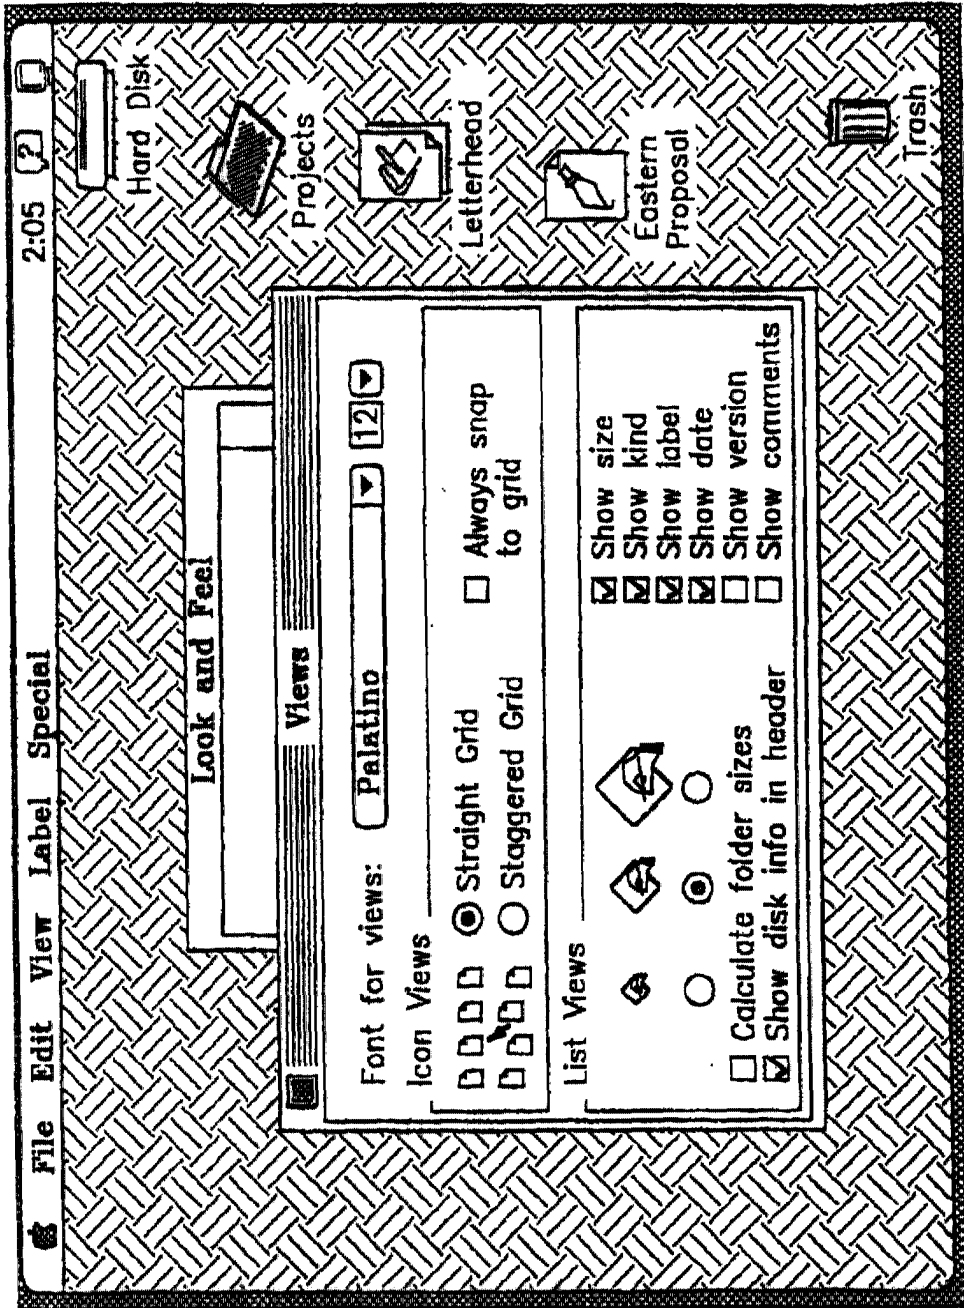 File Edit View Label Special 2:05 ?
Hard Disk
Projects
Letterhead
Eastern
Proposal
Trash
Look and Feel
Views
Font for views: Palatino 12
Icon Views
Straight Grid
Staggered Grid
Always snap
to grid
List Views
Calculate folder sizes
Show disk info in header
Show size
Show kind
Show label
Show date
Show version
Show comments